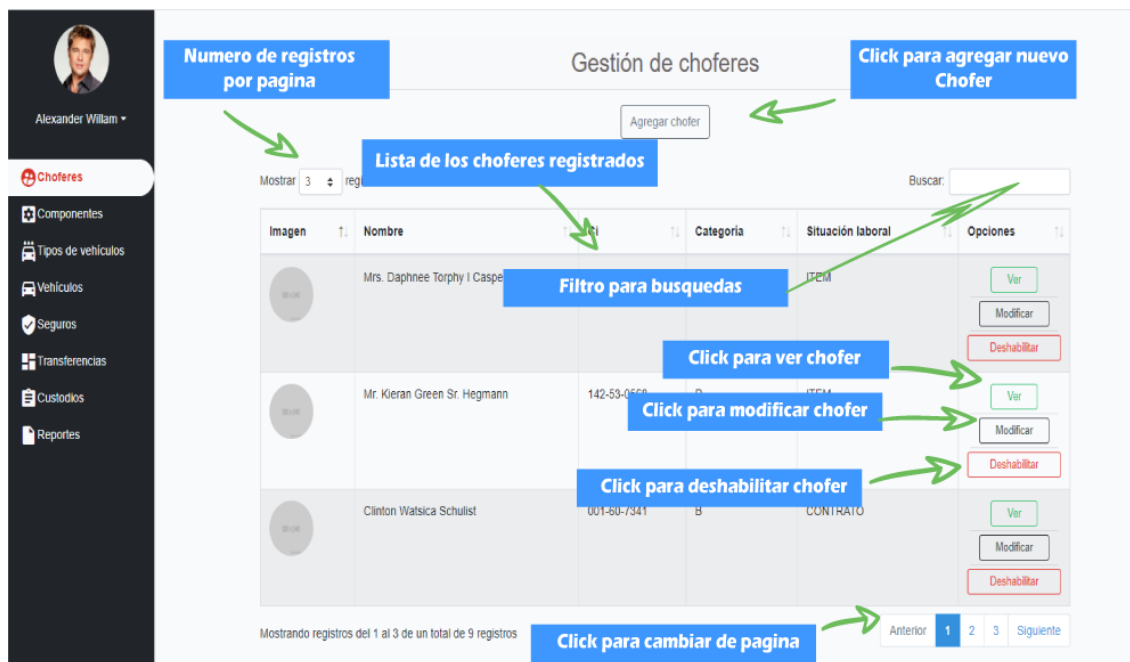 Numero de registros
por pagina
Gestión de choferes
Click para agregar nuevo
Chofer
Alexander Willam
Agregar chofer
Lista de los choferes registrados
Choferes
Mostrar 3
Buscar:
Componentes
Imagen Nombre Categoría Situación laboral Opciones
Tipos de vehículos
Mrs. Daphnee Torphy I ITEM Ver
Filtro para busquedas
Vehículos
Modificar
Seguros
Deshabilitar
Transferencias
Click para ver chofer
Mr. Kieran Green Sr. Hegmann Ver
Custodios
Click para modificar chofer
Modificar
Reportes
Deshabilitar
Click para deshabilitar chofer
Clinton Watsica Schulist 001-60-7341 B CONTRATO Ver
Modificar
Deshabilitar
Mostrando registros del 1 al 3 de un total de 9 registros
Click para cambiar de pagina
Anterior 1 2 3 Siguiente